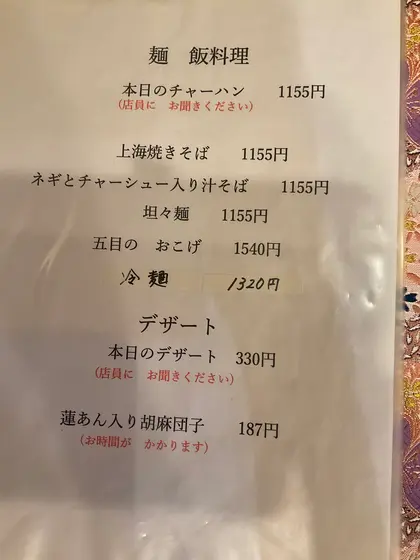 麺　飯料理
本日のチャーハン　1155円
(店員に　お聞きください)
上海焼きそば　1155円
ネギとチャーシュー入り汁そば　1155円
坦々麺　1155円
五目の　おこげ　1540円
冷麺　1320円
デザート
本日のデザート　330円
(店員に　お聞きください)
蓮あん入り胡麻団子　187円
(お時間が　かかります)